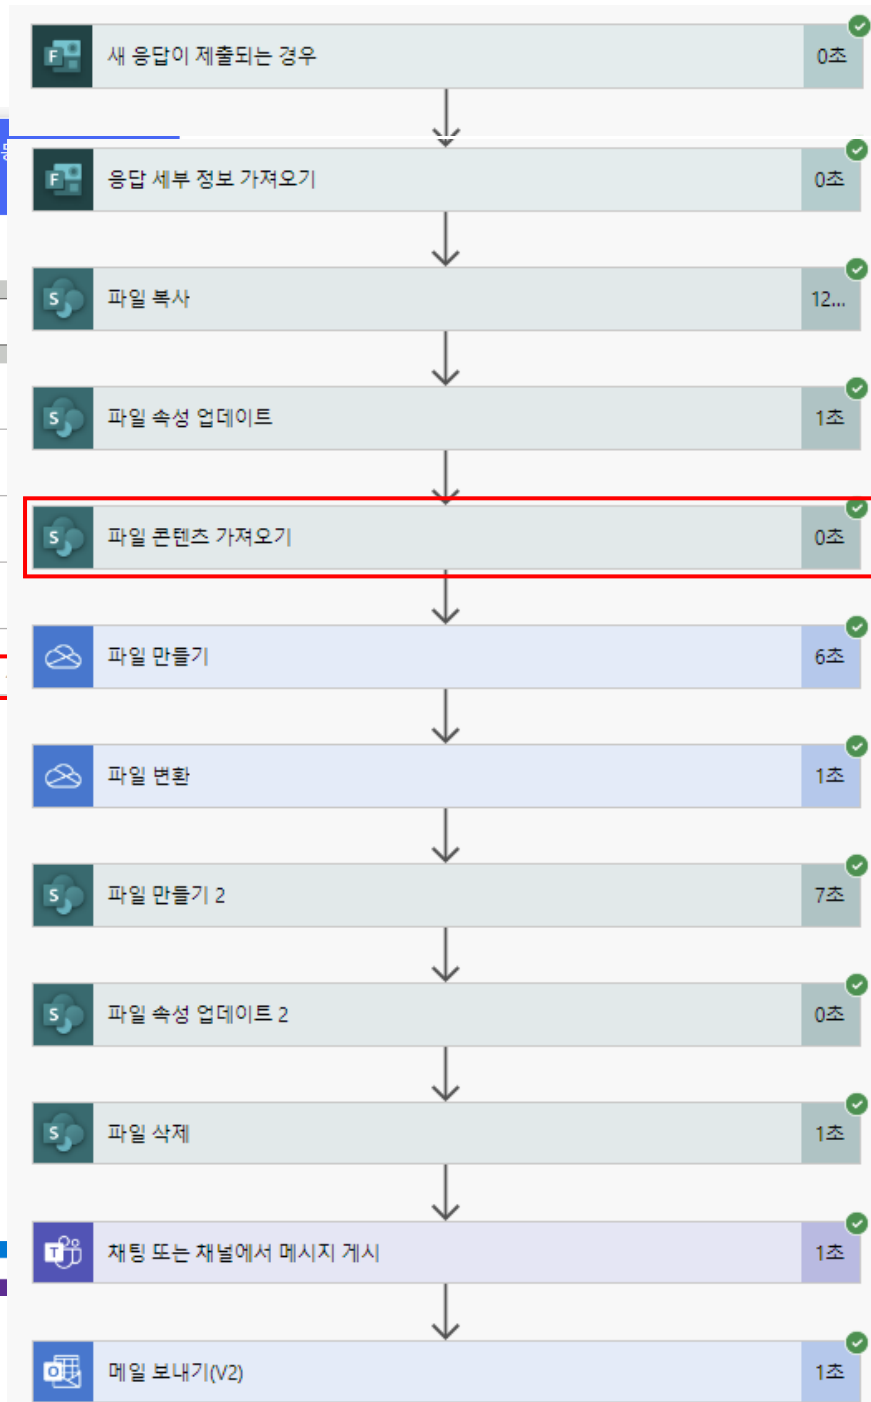 새 응답이 제출되는 경우
0초
응답 세부 정보 가져오기
0초
파일 복사
12...
파일 속성 업데이트
1초
파일 콘텐츠 가져오기
0초
파일 만들기
6초
파일 변환
1초
파일 만들기 2
7초
파일 속성 업데이트 2
0초
파일 삭제
1초
채팅 또는 채널에서 메시지 게시
1초
메일 보내기(V2)
1초